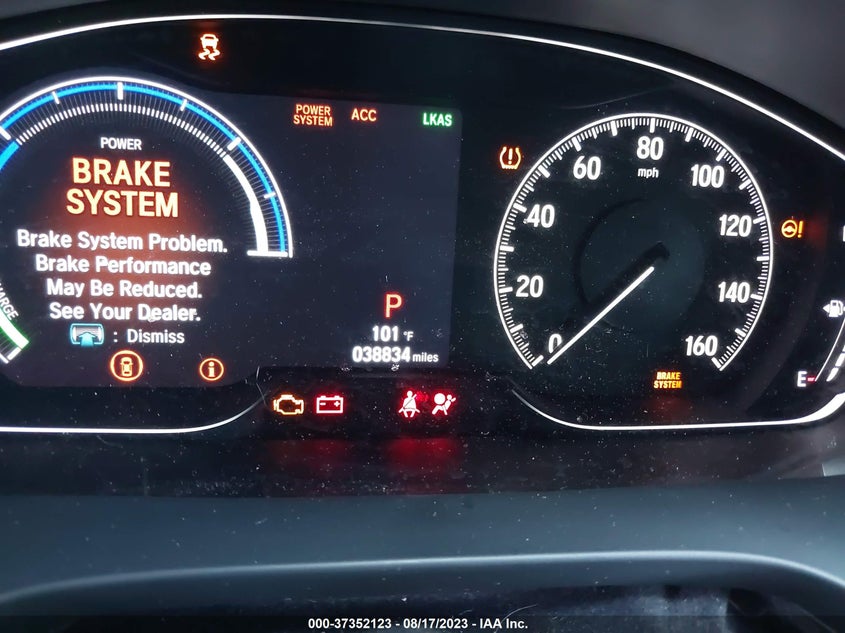 POWER
BRAKE
SYSTEM
Brake System Problem.
Brake Performance
May Be Reduced.
See Your Dealer.
: Dismiss
POWER
SYSTEM
ACC
LKAS
P
101 °F
038834 miles
0
20
40
60
80
mph
100
120
140
160
BRAKE
SYSTEM
E
000-37352123 - 08/17/2023 - IAA Inc.